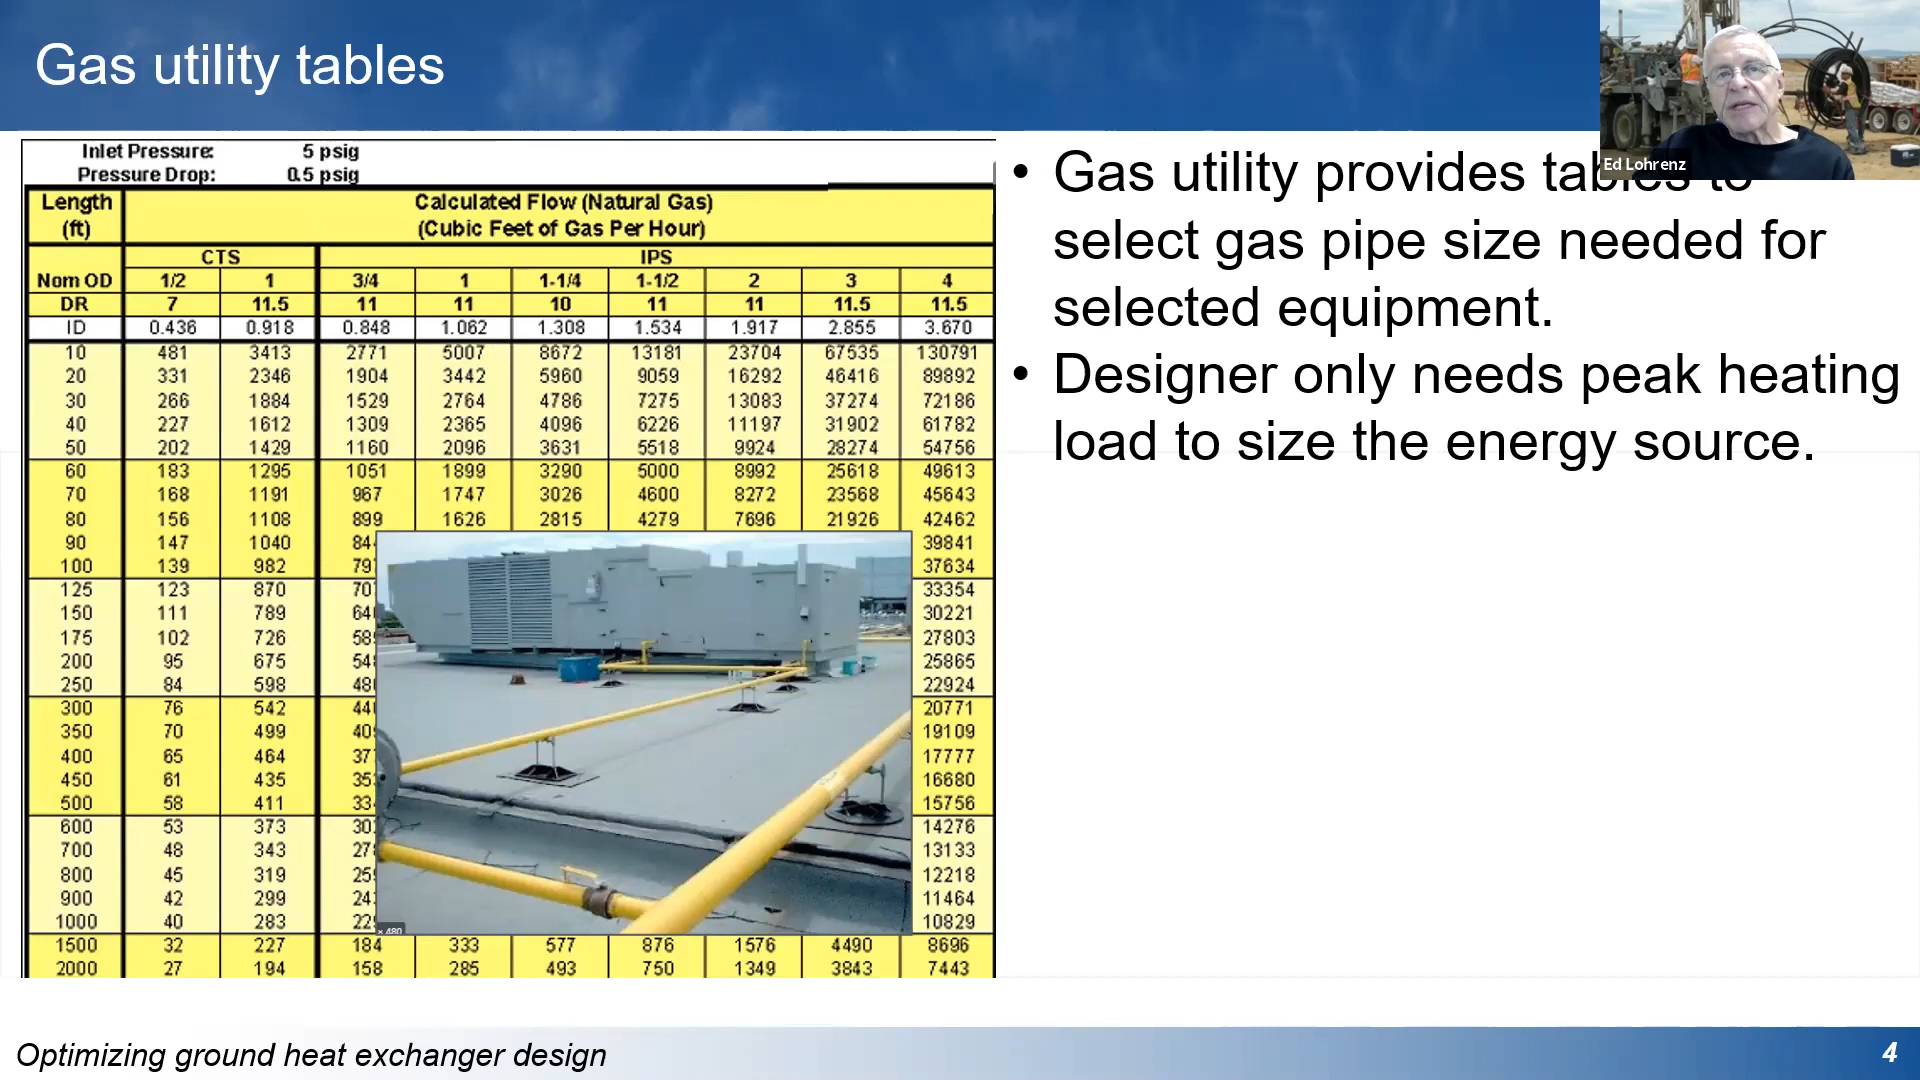 Gas utility tables
Ed Lohrenz
Inlet Pressure: 5 psig
Pressure Drop: 0.5 psig
Length (ft) Calculated Flow (Natural Gas)
(Cubic Feet of Gas Per Hour)
CTS IPS
Nom OD 1/2 1 3/4 1 1-1/4 1-1/2 2 3 4
DR 7 11.5 11 11 10 11 11 11.5 11.5
ID 0.436 0.918 0.848 1.062 1.308 1.534 1.917 2.855 3.670
10 481 3413 2771 5007 8672 13181 23704 67535 130791
20 331 2346 1904 3442 5960 9059 16292 46416 89892
30 266 1884 1529 2764 4786 7275 13083 37274 72186
40 227 1612 1309 2365 4096 6226 11197 31902 61782
50 202 1429 1160 2096 3631 5518 9924 28274 54756
60 183 1295 1051 1899 3290 5000 8992 25618 49613
70 168 1191 967 1747 3026 4600 8272 23568 45643
80 156 1108 899 1626 2815 4279 7696 21926 42462
90 147 1040 39841
100 139 982 37634
125 123 870 33354
150 111 789 30221
175 102 726 27803
200 95 675 25865
250 84 598 22924
300 76 542 20771
350 70 499 19109
400 65 464 17777
450 61 435 16680
500 58 411 15756
600 53 373 14276
700 48 343 13133
800 45 319 12218
900 42 299 11464
1000 40 283 10829
1500 32 227 184 333 577 876 1576 4490 8696
2000 27 194 158 285 493 750 1349 3843 7443
• Gas utility provides tables to
select gas pipe size needed for
selected equipment.
• Designer only needs peak heating
load to size the energy source.
Optimizing ground heat exchanger design
4